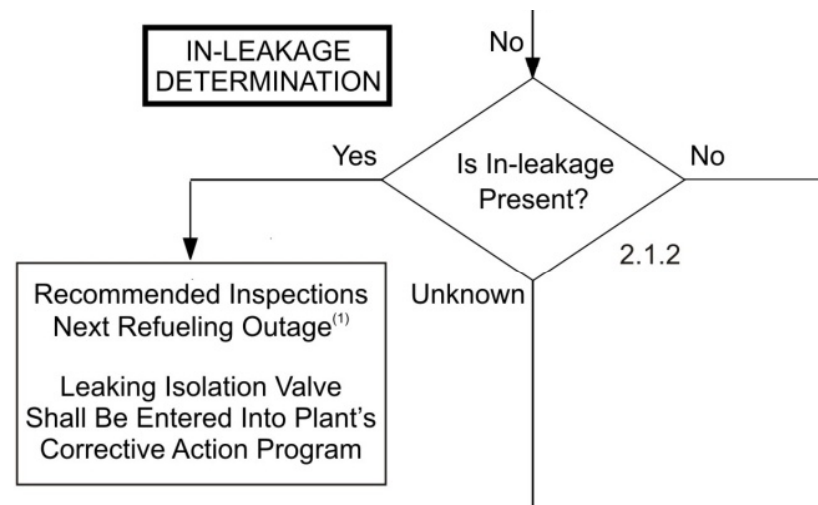 IN-LEAKAGE
DETERMINATION
No
Yes
Is In-leakage
Present?
No
2.1.2
Unknown
Recommended Inspections
Next Refueling Outage(1)
Leaking Isolation Valve
Shall Be Entered Into Plant's
Corrective Action Program